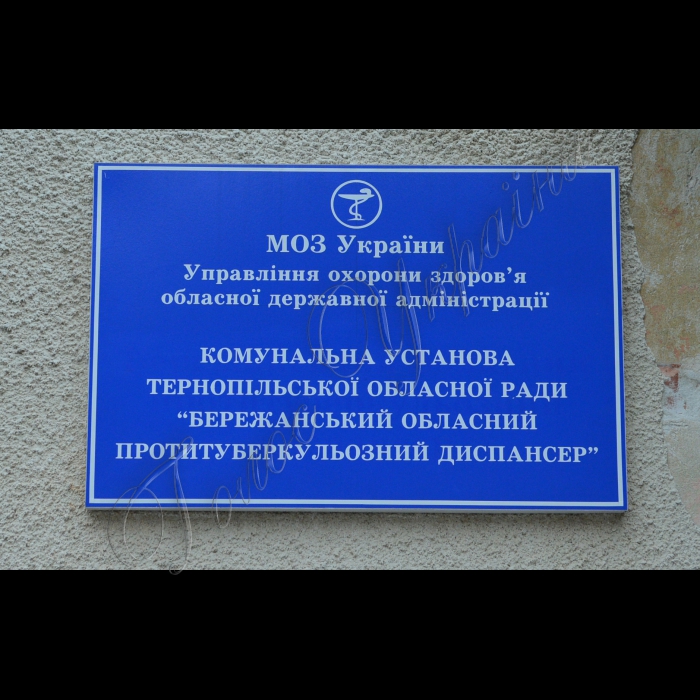 МОЗ України
Управління охорони здоров’я
обласної державної адміністрації
КОМУНАЛЬНА УСТАНОВА
ТЕРНОПІЛЬСЬКОЇ ОБЛАСНОЇ РАДИ
“БЕРЕЖАНСЬКИЙ ОБЛАСНИЙ
ПРОТИТУБЕРКУЛЬОЗНИЙ ДИСПАНСЕР”
Голос України